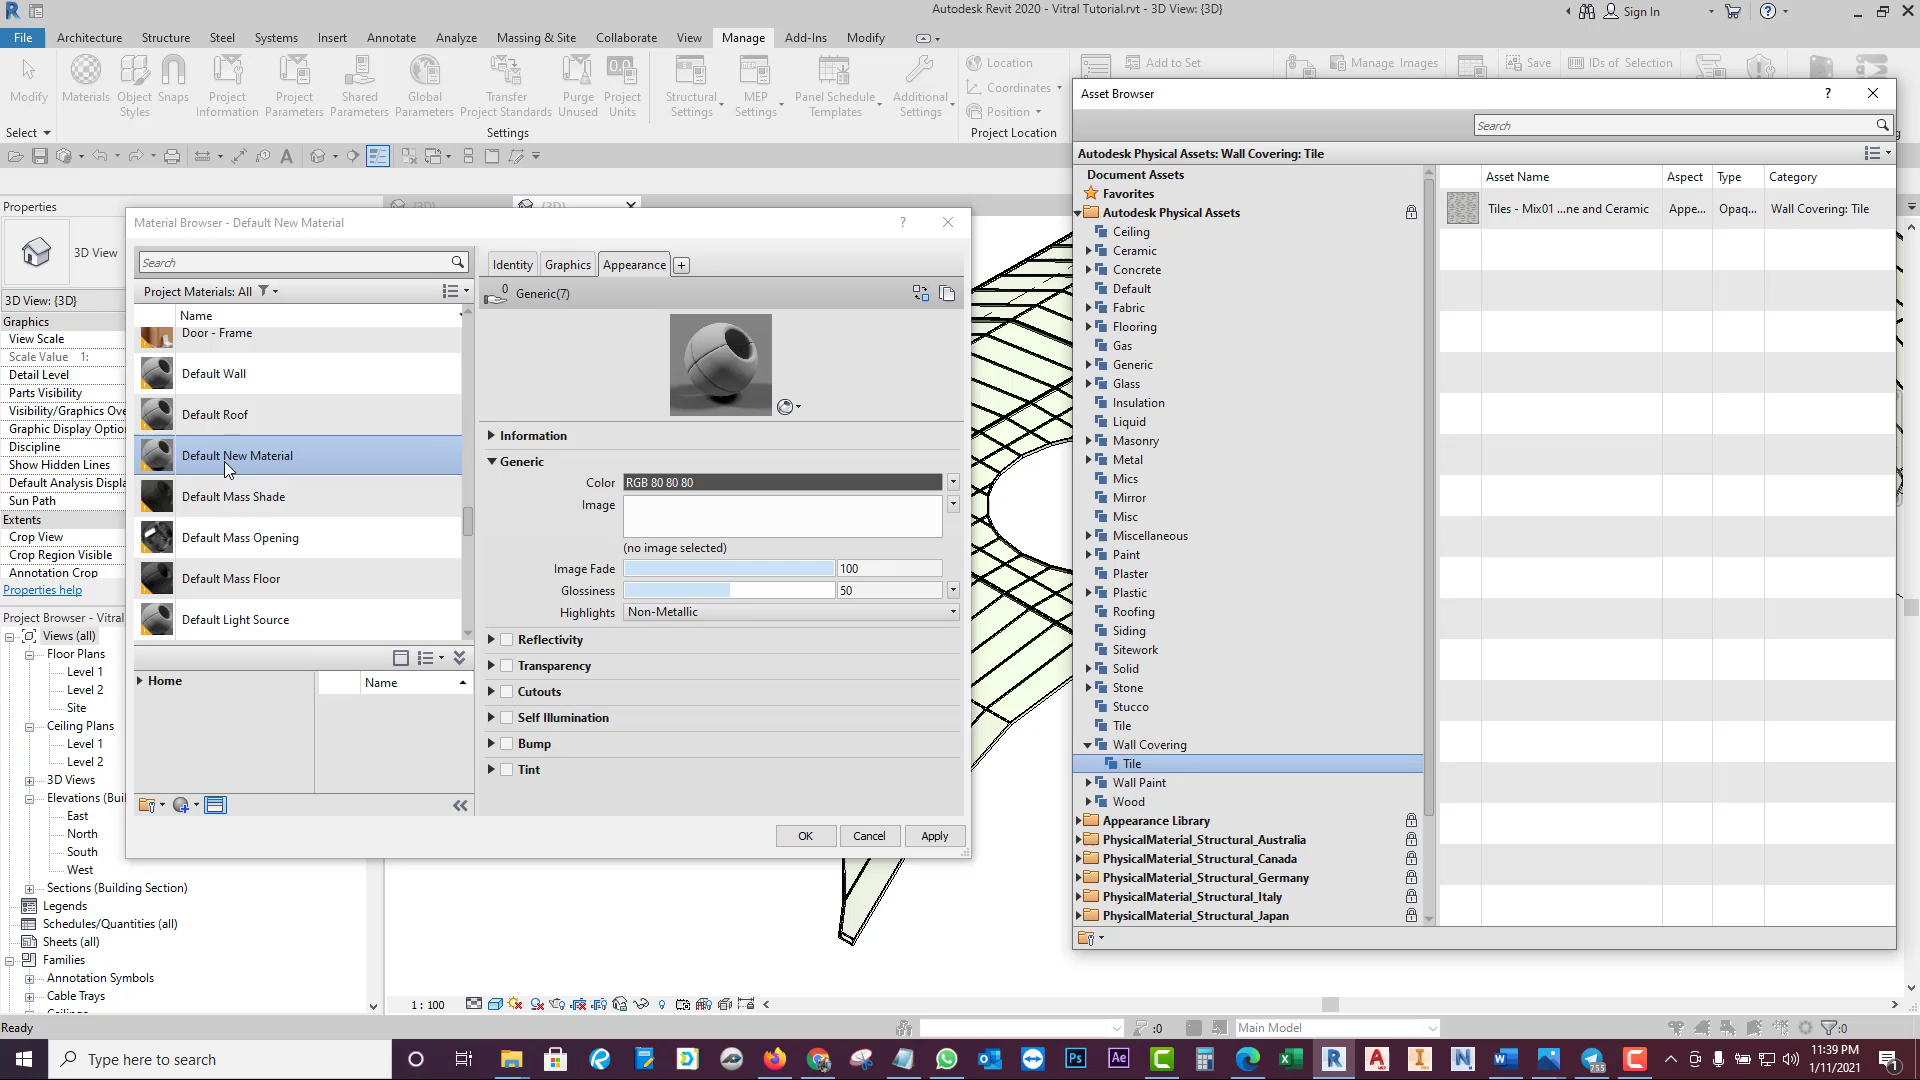 Autodesk Revit 2020 - Vitral Tutorial.rvt - 3D View: {3D}
Sign In
File
Architecture
Structure
Steel
Systems
Insert
Annotate
Analyze
Massing & Site
Collaborate
View
Manage
Add-Ins
Modify
Modify
Materials
Object Styles
Snaps
Project Information
Project Parameters
Shared Parameters
Global Parameters
Transfer Project Standards
Purge Unused
Project Units
Structural Settings
MEP Settings
Panel Schedule Templates
Additional Settings
Location
Coordinates
Position
Add to Set
Manage Images
Save
IDs of Selection
Select
Settings
Project Location
Properties
3D View
3D View: {3D}
Graphics
View Scale
Scale Value 1:
Detail Level
Parts Visibility
Visibility/Graphics Ove
Graphic Display Option
Discipline
Show Hidden Lines
Default Analysis Displa
Sun Path
Extents
Crop View
Crop Region Visible
Annotation Crop
Properties help
Project Browser - Vitral
Views (all)
Floor Plans
Level 1
Level 2
Site
Ceiling Plans
Level 1
Level 2
3D Views
Elevations (Buil
East
North
South
West
Sections (Building Section)
Legends
Schedules/Quantities (all)
Sheets (all)
Families
Annotation Symbols
Cable Trays
Material Browser - Default New Material
Search
Project Materials: All
Name
Door - Frame
Default Wall
Default Roof
Default New Material
Default Mass Shade
Default Mass Opening
Default Mass Floor
Default Light Source
Home
Name
Identity
Graphics
Appearance
0
Generic(7)
Information
Generic
Color RGB 80 80 80
Image
(no image selected)
Image Fade 100
Glossiness 50
Highlights Non-Metallic
Reflectivity
Transparency
Cutouts
Self Illumination
Bump
Tint
OK
Cancel
Apply
Asset Browser
Search
Autodesk Physical Assets: Wall Covering: Tile
Document Assets
Favorites
Autodesk Physical Assets
Ceiling
Ceramic
Concrete
Default
Fabric
Flooring
Gas
Generic
Glass
Insulation
Liquid
Masonry
Metal
Mics
Mirror
Misc
Miscellaneous
Paint
Plaster
Plastic
Roofing
Siding
Sitework
Solid
Stone
Stucco
Tile
Wall Covering
Tile
Wall Paint
Wood
Appearance Library
PhysicalMaterial_Structural_Australia
PhysicalMaterial_Structural_Canada
PhysicalMaterial_Structural_Germany
PhysicalMaterial_Structural_Italy
PhysicalMaterial_Structural_Japan
Asset Name Aspect Type Category
Tiles - Mix01 ...ne and Ceramic Appe... Opaq... Wall Covering: Tile
1 : 100
Ready
:0
Main Model
:0
Type here to search
11:39 PM
1/11/2021